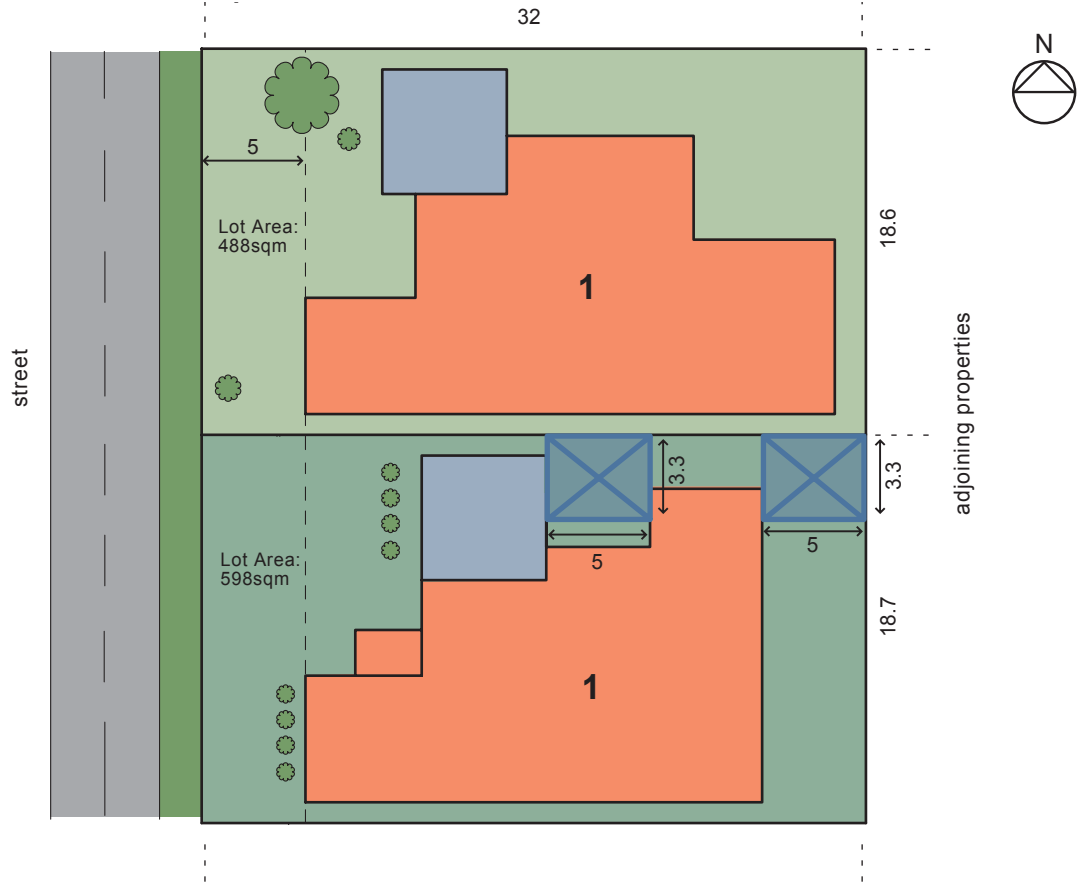 32
N
5
Lot Area:
488sqm
18.6
1
street
adjoining properties
3.3
3.3
5
5
Lot Area:
598sqm
18.7
1